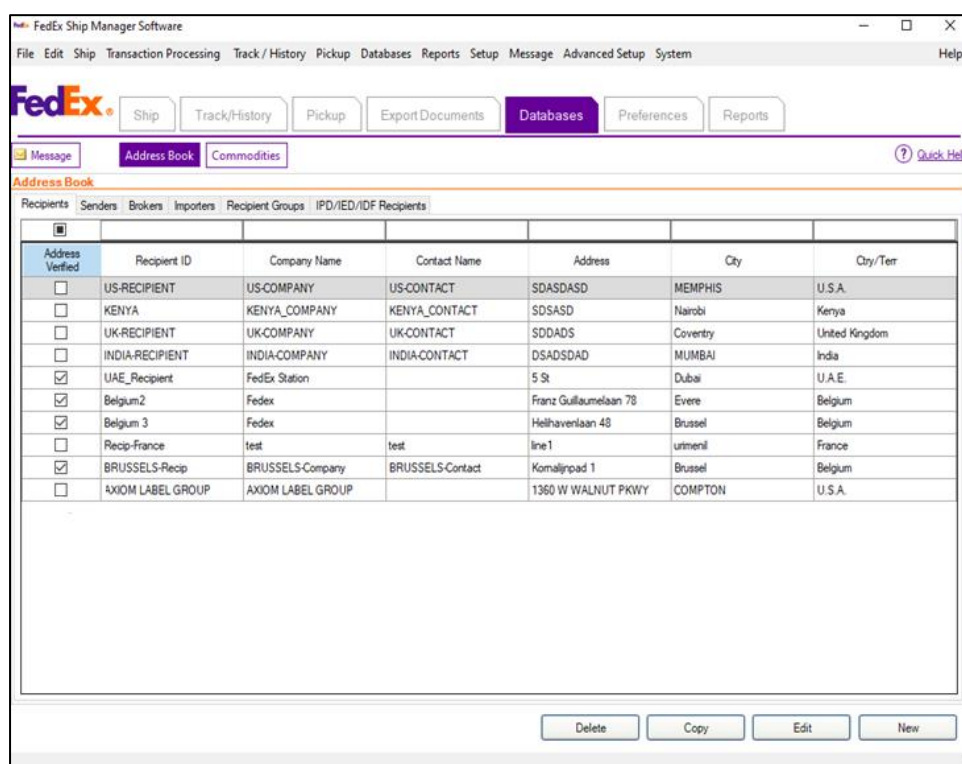 FedEx Ship Manager Software
File Edit Ship Transaction Processing Track / History Pickup Databases Reports Setup Message Advanced Setup System Help
FedEx® Ship Track/History Pickup Export Documents Databases Preferences Reports
Message Address Book Commodities ? Quick Hel
Address Book
Recipients Senders Brokers Importers Recipient Groups IPD/IED/IDF Recipients
Address Verified Recipient ID Company Name Contact Name Address City Ctry/Terr
US-RECIPIENT US-COMPANY US-CONTACT SDASDASD MEMPHIS U.S.A.
KENYA KENYA_COMPANY KENYA_CONTACT SDSASD Nairobi Kenya
UK-RECIPIENT UK-COMPANY UK-CONTACT SDDADS Coventry United Kingdom
INDIA-RECIPIENT INDIA-COMPANY INDIA-CONTACT DSADSDAD MUMBAI India
UAE_Recipient FedEx Station 5 St Dubai U.A.E.
Belgium2 Fedex Franz Guillaumelaan 78 Evere Belgium
Belgium 3 Fedex Helihavenlaan 48 Brussel Belgium
Recip-France test test line1 urimenil France
BRUSSELS-Recip BRUSSELS-Company BRUSSELS-Contact Komalijnpad 1 Brussel Belgium
AXIOM LABEL GROUP AXIOM LABEL GROUP 1360 W WALNUT PKWY COMPTON U.S.A.
Delete Copy Edit New